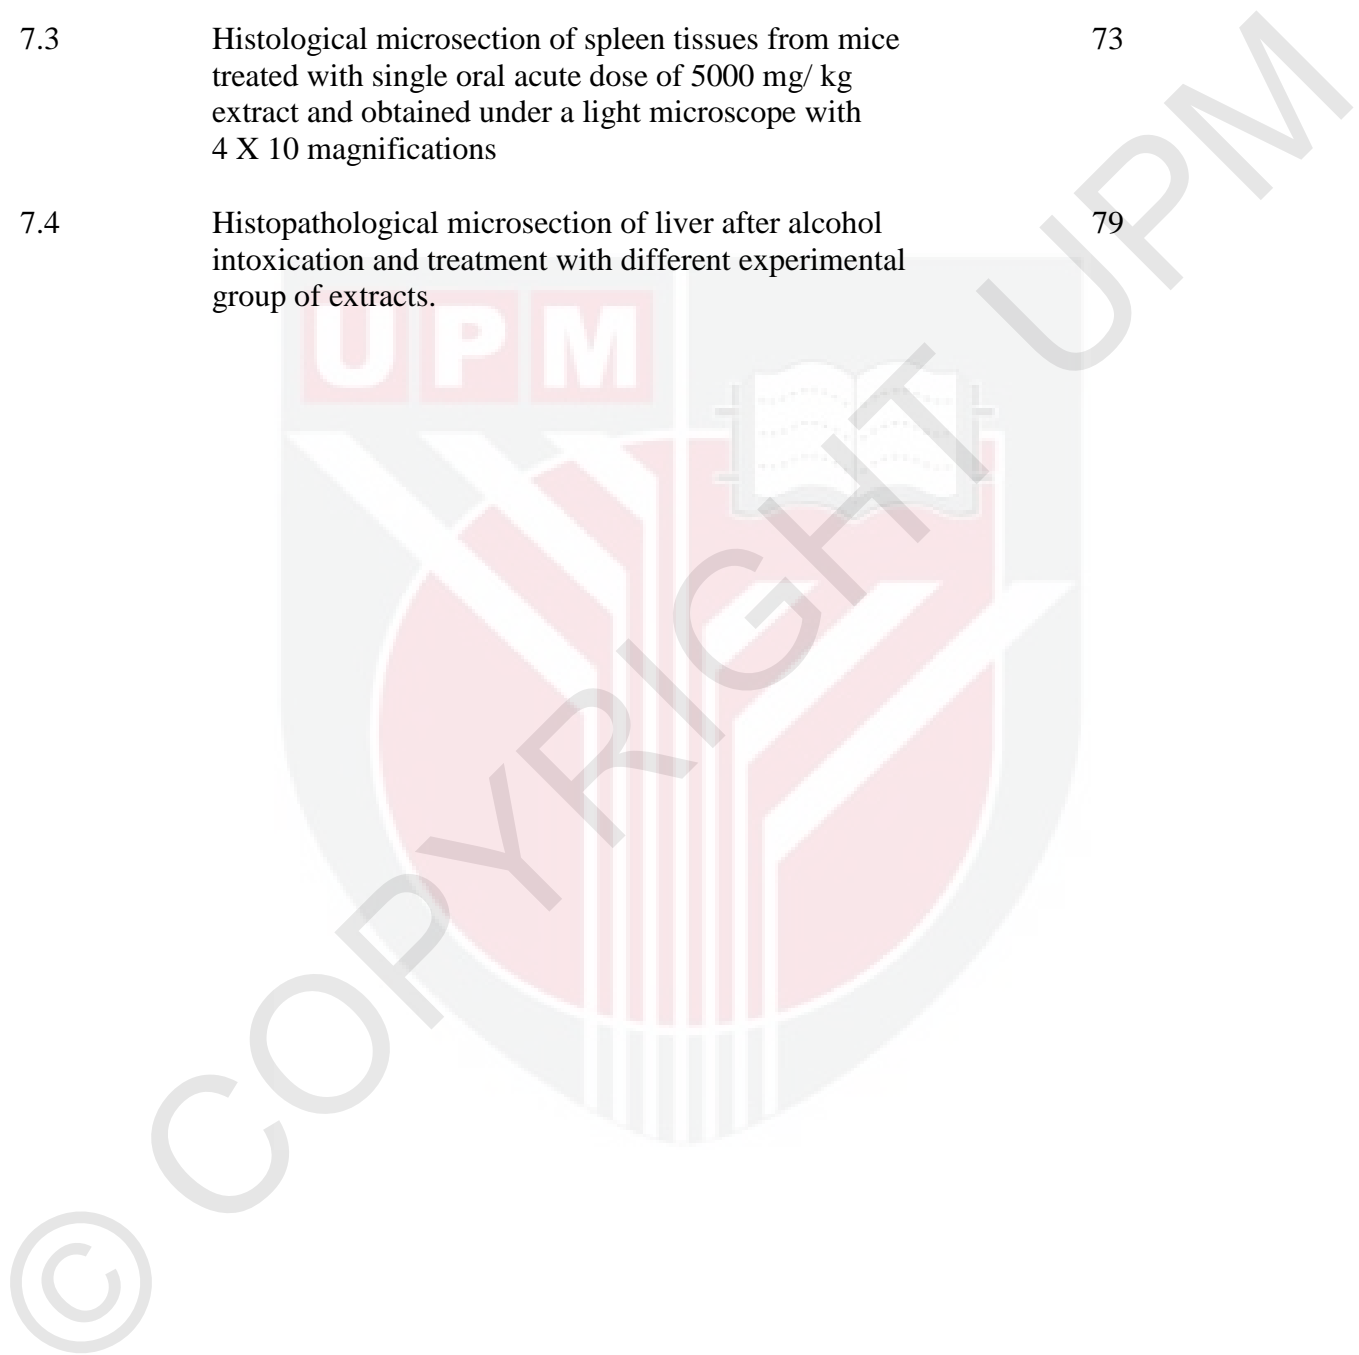 7.3 Histological microsection of spleen tissues from mice 73
treated with single oral acute dose of 5000 mg/ kg
extract and obtained under a light microscope with
4 X 10 magnifications
7.4 Histopathological microsection of liver after alcohol 79
intoxication and treatment with different experimental
group of extracts.
UPM
© COPYRIGHT UPM